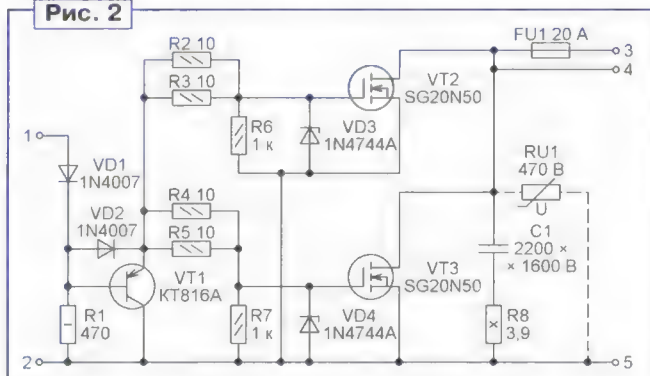 Рис. 2
R2 10
R3 10
VT2
SG20N50
FU1 20 А
3
4
R6
1 к
VD3
1N4744A
1
VD1
1N4007
RU1
470 В
U
R4 10
VD2
1N4007
R5 10
C1
2200 ×
× 1600 В
VT1
КТ816А
VT3
SG20N50
R1
470
R7
1 к
VD4
1N4744A
R8
3,9
2
5